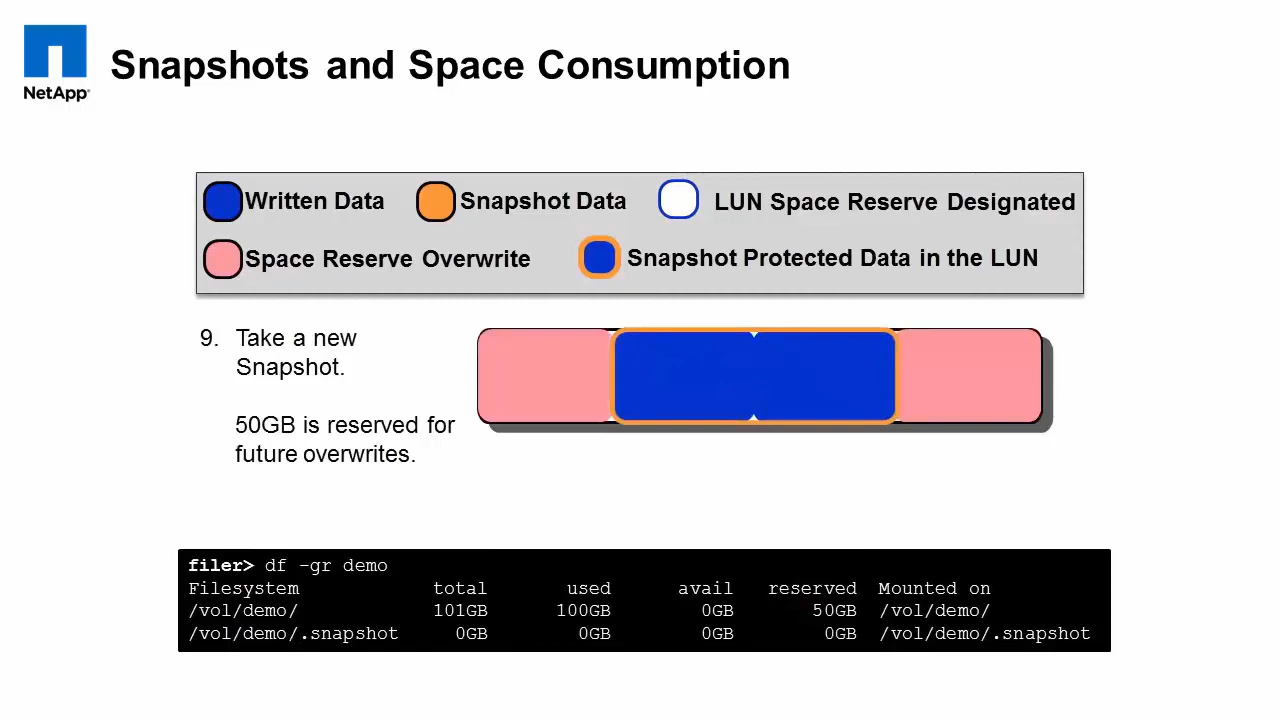 NetApp®
Snapshots and Space Consumption
Written Data
Snapshot Data
LUN Space Reserve Designated
Space Reserve Overwrite
Snapshot Protected Data in the LUN
9. Take a new
Snapshot.
50GB is reserved for
future overwrites.
filer> df –gr demo
Filesystem total used avail reserved Mounted on
/vol/demo/ 101GB 100GB 0GB 50GB /vol/demo/
/vol/demo/.snapshot 0GB 0GB 0GB 0GB /vol/demo/.snapshot